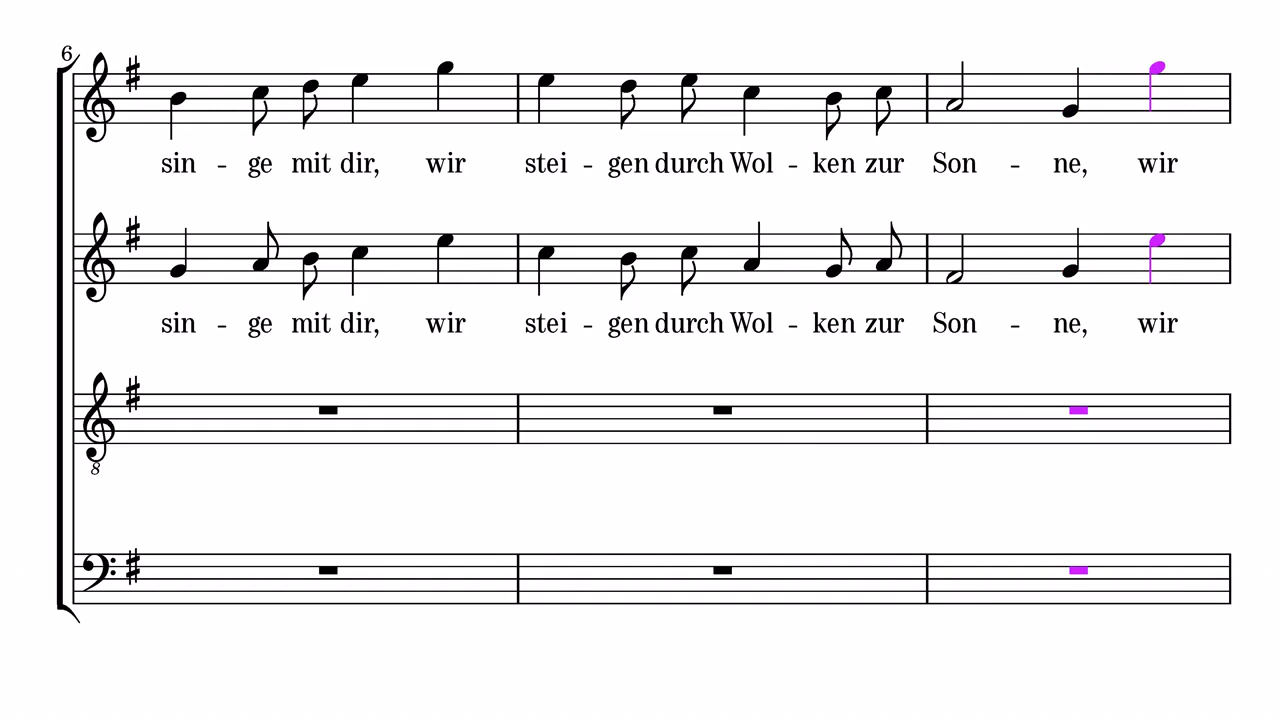 6
sin - ge mit dir, wir stei - gen durch Wol - ken zur Son - ne, wir
sin - ge mit dir, wir stei - gen durch Wol - ken zur Son - ne, wir
8